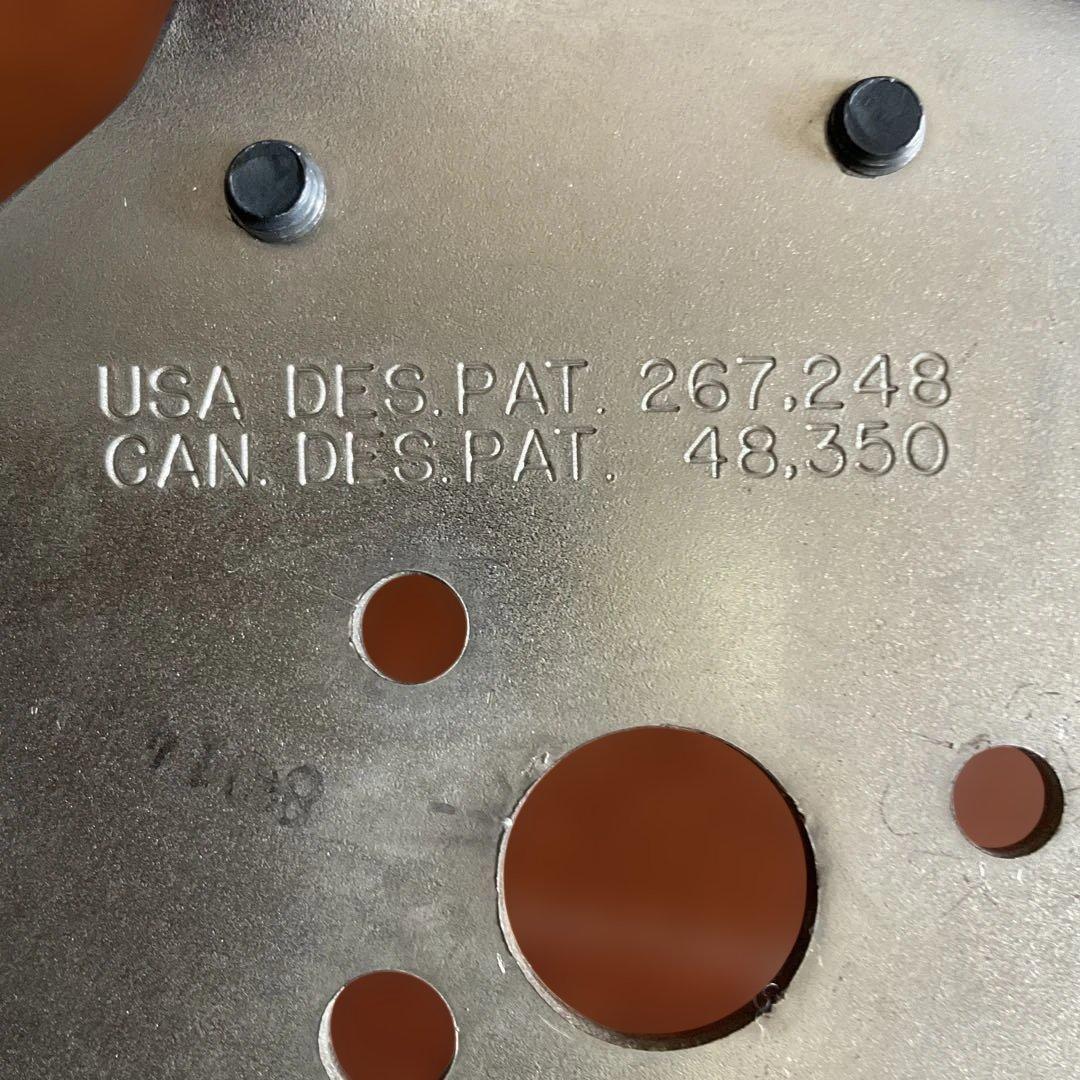 USA DES.PAT. 267,248
CAN. DES.PAT. 48,350